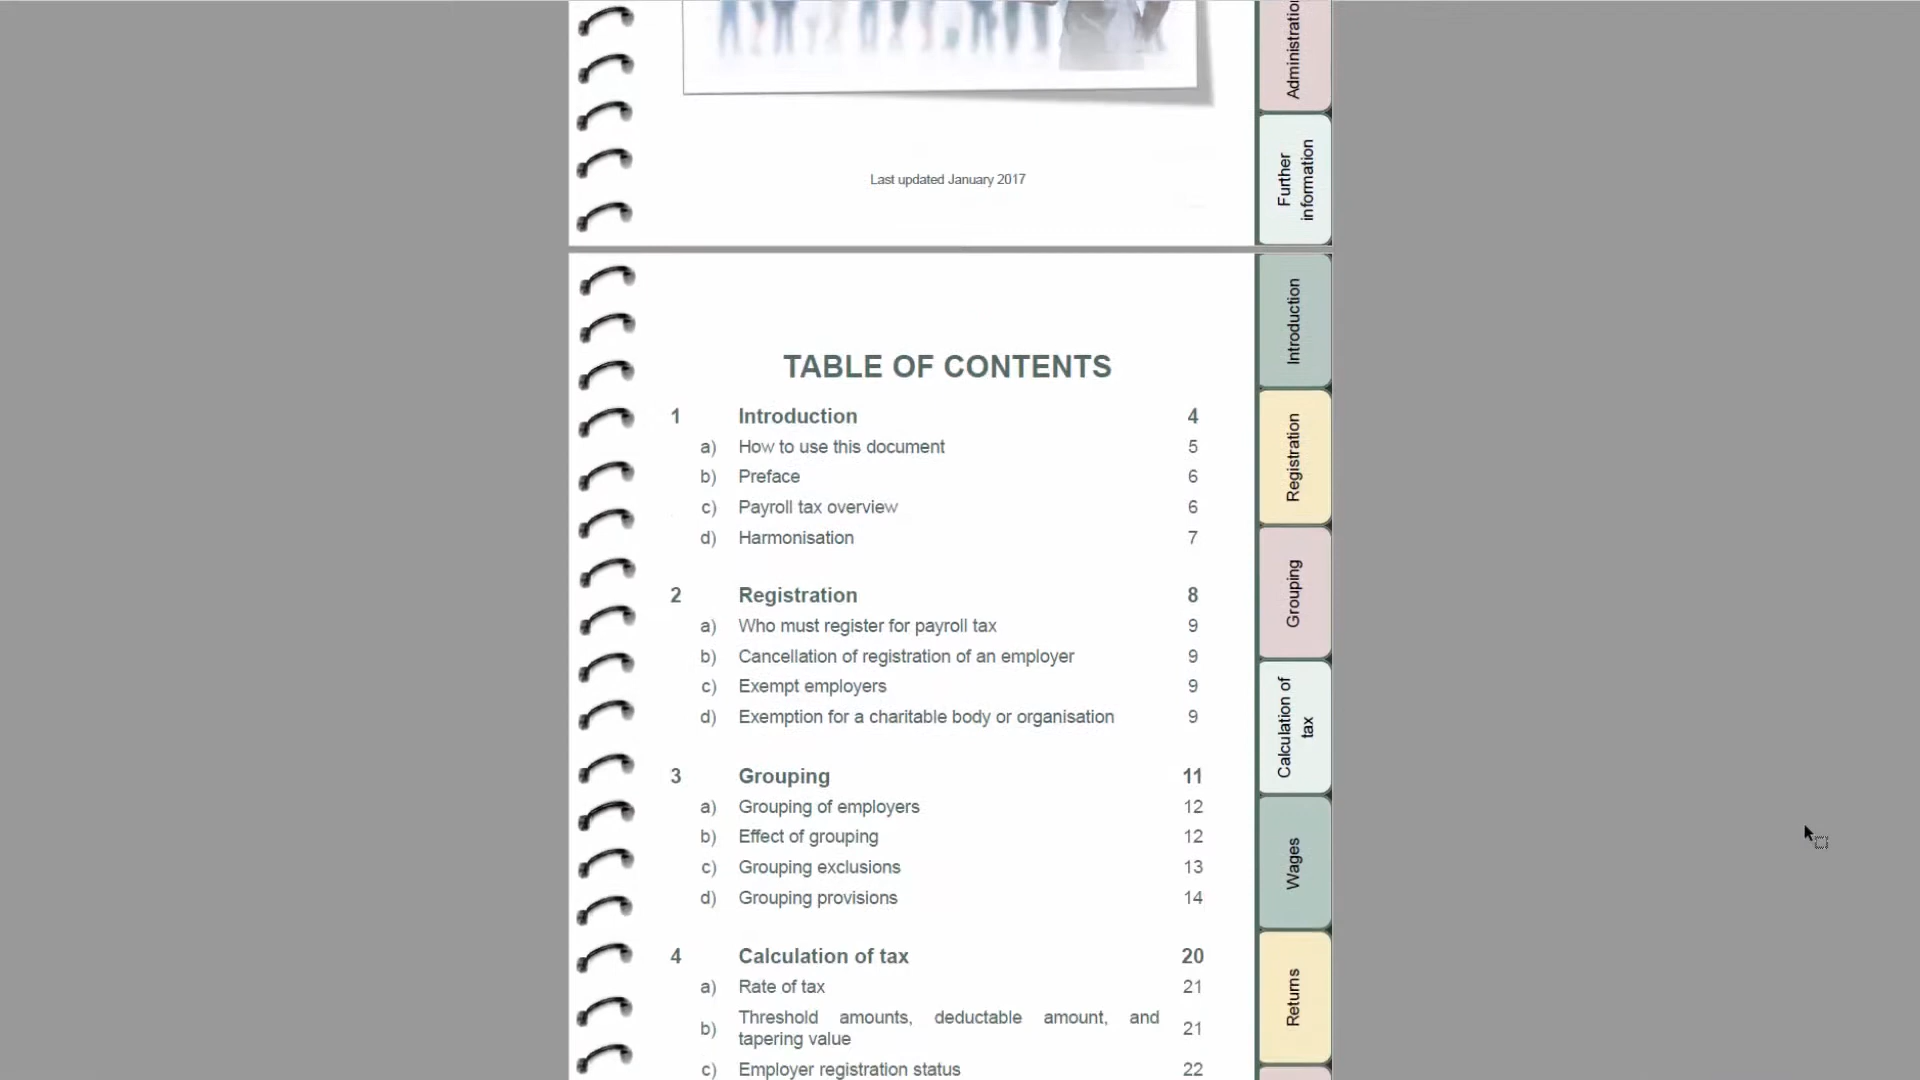 Administration
Further
information
Last updated January 2017
TABLE OF CONTENTS
1 Introduction 4
a) How to use this document 5
b) Preface 6
c) Payroll tax overview 6
d) Harmonisation 7
2 Registration 8
a) Who must register for payroll tax 9
b) Cancellation of registration of an employer 9
c) Exempt employers 9
d) Exemption for a charitable body or organisation 9
3 Grouping 11
a) Grouping of employers 12
b) Effect of grouping 12
c) Grouping exclusions 13
d) Grouping provisions 14
4 Calculation of tax 20
a) Rate of tax 21
b) Threshold amounts, deductable amount, and
tapering value 21
c) Employer registration status 22
Introduction
Registration
Grouping
Calculation of
tax
Wages
Returns